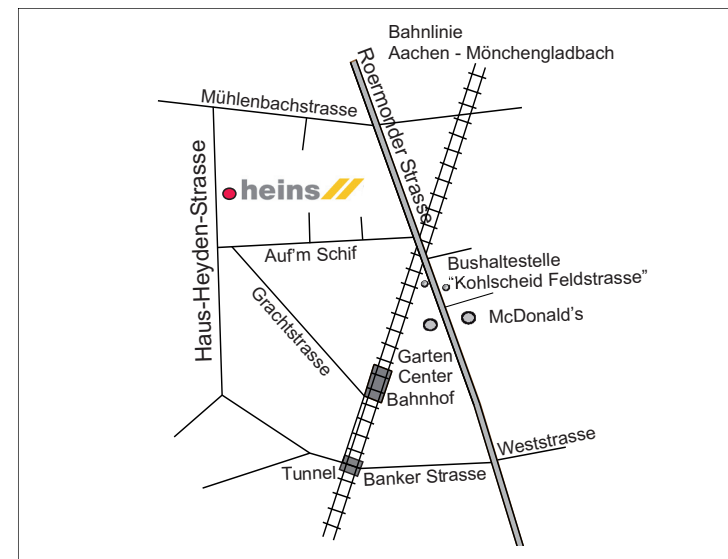 Bahnlinie
Aachen - Mönchengladbach
Roermonder Strasse
Mühlenbachstrasse
Haus-Heyden-Strasse
heins
Auf'm Schif
Bushaltestelle
“Kohlscheid Feldstrasse”
Grachtstrasse
McDonald's
Garten
Center
Bahnhof
Weststrasse
Tunnel
Banker Strasse